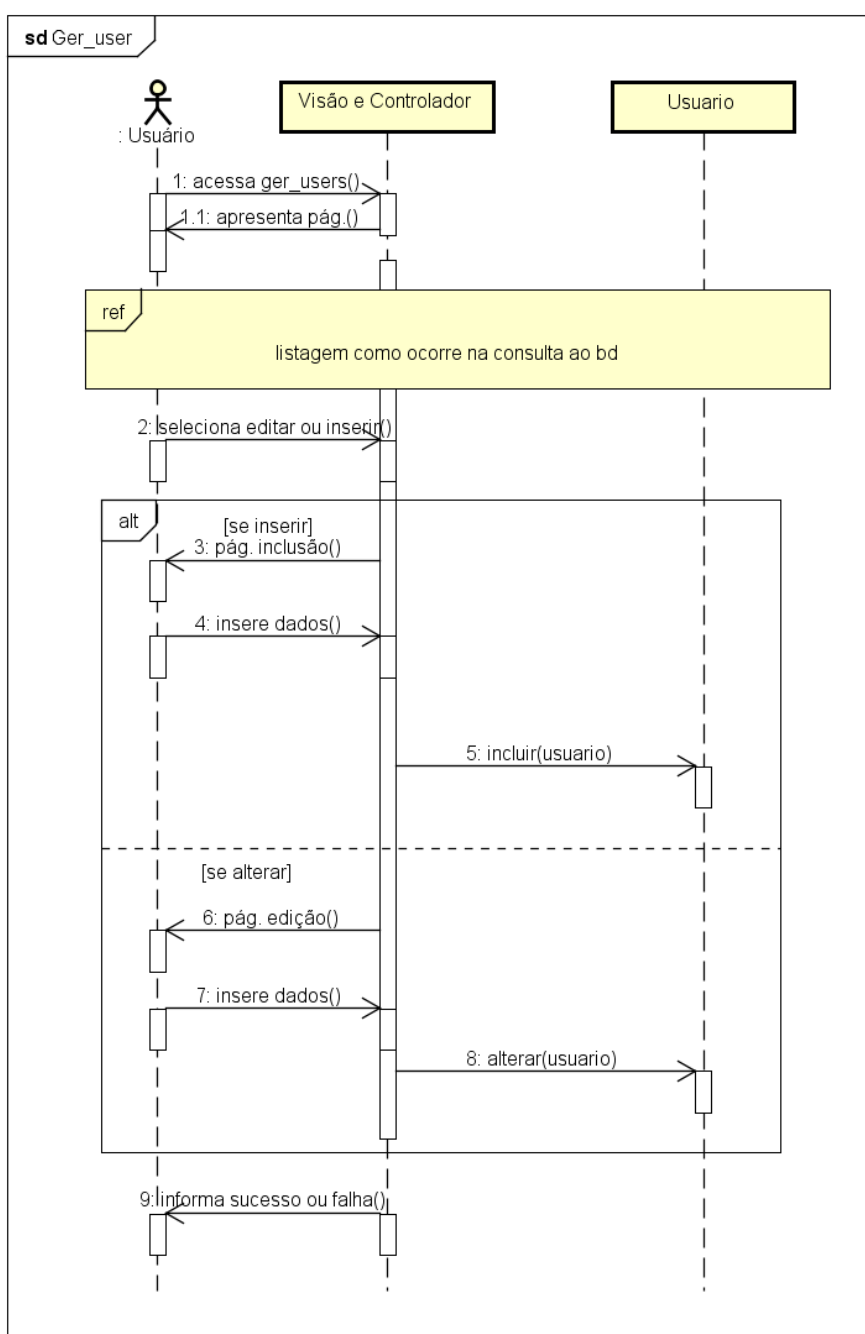 sd Ger_user
Visão e Controlador
Usuario
: Usuário
1: acessa ger_users()
1.1: apresenta pág.()
ref
listagem como ocorre na consulta ao bd
2: seleciona editar ou inserir()
alt
[se inserir]
3: pág. inclusão()
4: insere dados()
5: incluir(usuario)
[se alterar]
6: pág. edição()
7: insere dados()
8: alterar(usuario)
9: informa sucesso ou falha()